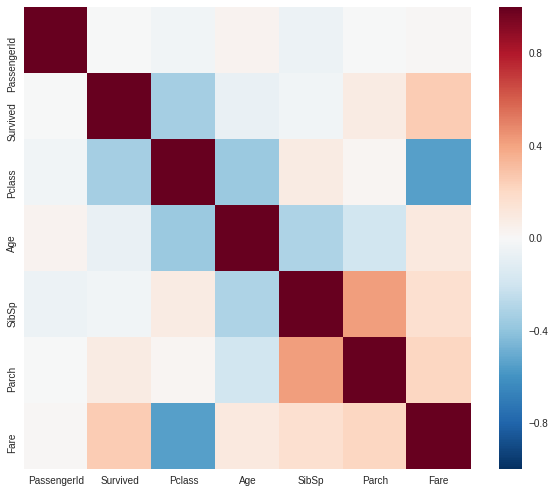 PassengerId
Survived
Pclass
Age
SibSp
Parch
Fare
PassengerId Survived Pclass Age SibSp Parch Fare
0.8
0.4
0.0
−0.4
−0.8